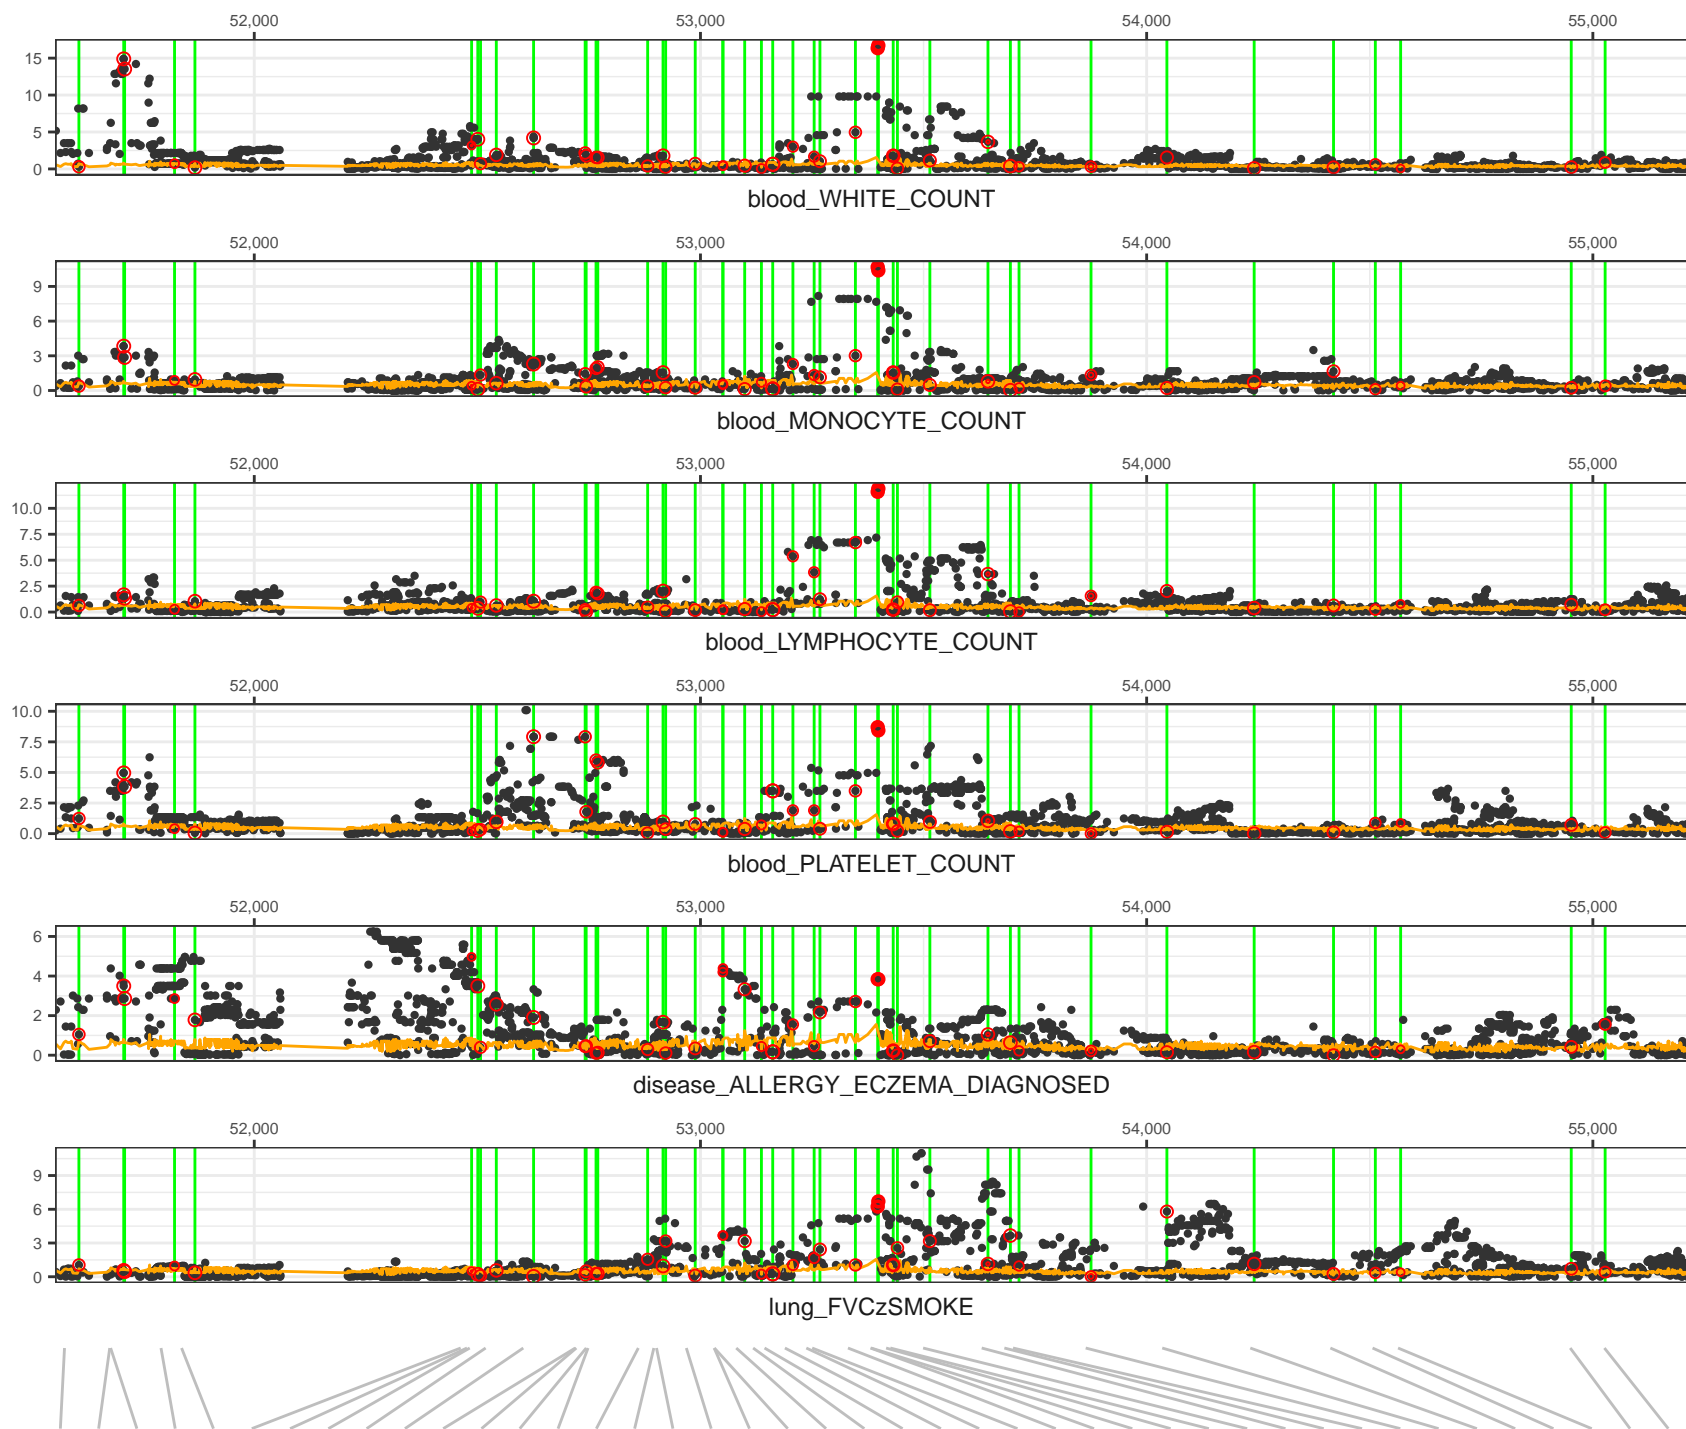 52,000 53,000 54,000 55,000
15
10
5
0
blood_WHITE_COUNT
52,000 53,000 54,000 55,000
9
6
3
0
blood_MONOCYTE_COUNT
52,000 53,000 54,000 55,000
10.0
7.5
5.0
2.5
0.0
blood_LYMPHOCYTE_COUNT
52,000 53,000 54,000 55,000
10.0
7.5
5.0
2.5
0.0
blood_PLATELET_COUNT
52,000 53,000 54,000 55,000
6
4
2
0
disease_ALLERGY_ECZEMA_DIAGNOSED
52,000 53,000 54,000 55,000
9
6
3
0
lung_FVCzSMOKE